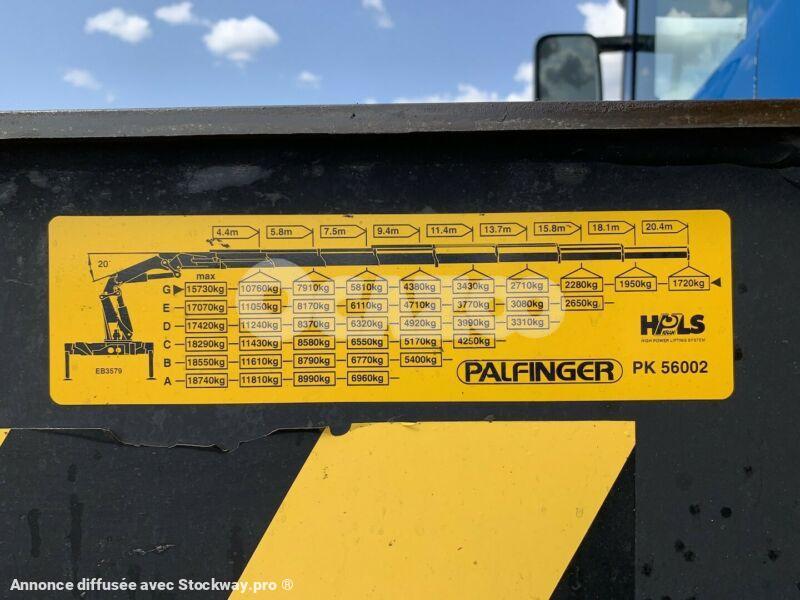 4.4m 5.8m 7.5m 9.4m 11.4m 13.7m 15.8m 18.1m 20.4m
20°
max
G 15730kg 10760kg 7910kg 5810kg 4380kg 3430kg 2710kg 2280kg 1950kg 1720kg
E 17070kg 11050kg 8170kg 6110kg 4710kg 3770kg 3080kg 2650kg
D 17420kg 11240kg 8370kg 6320kg 4920kg 3990kg 3310kg
C 18290kg 11430kg 8580kg 6550kg 5170kg 4250kg
B 18550kg 11610kg 8790kg 6770kg 5400kg
A 18740kg 11810kg 8990kg 6960kg
EB3579
HPLS
HIGH POWER LIFTING SYSTEM
PALFINGER PK 56002
Annonce diffusée avec Stockway.pro ®